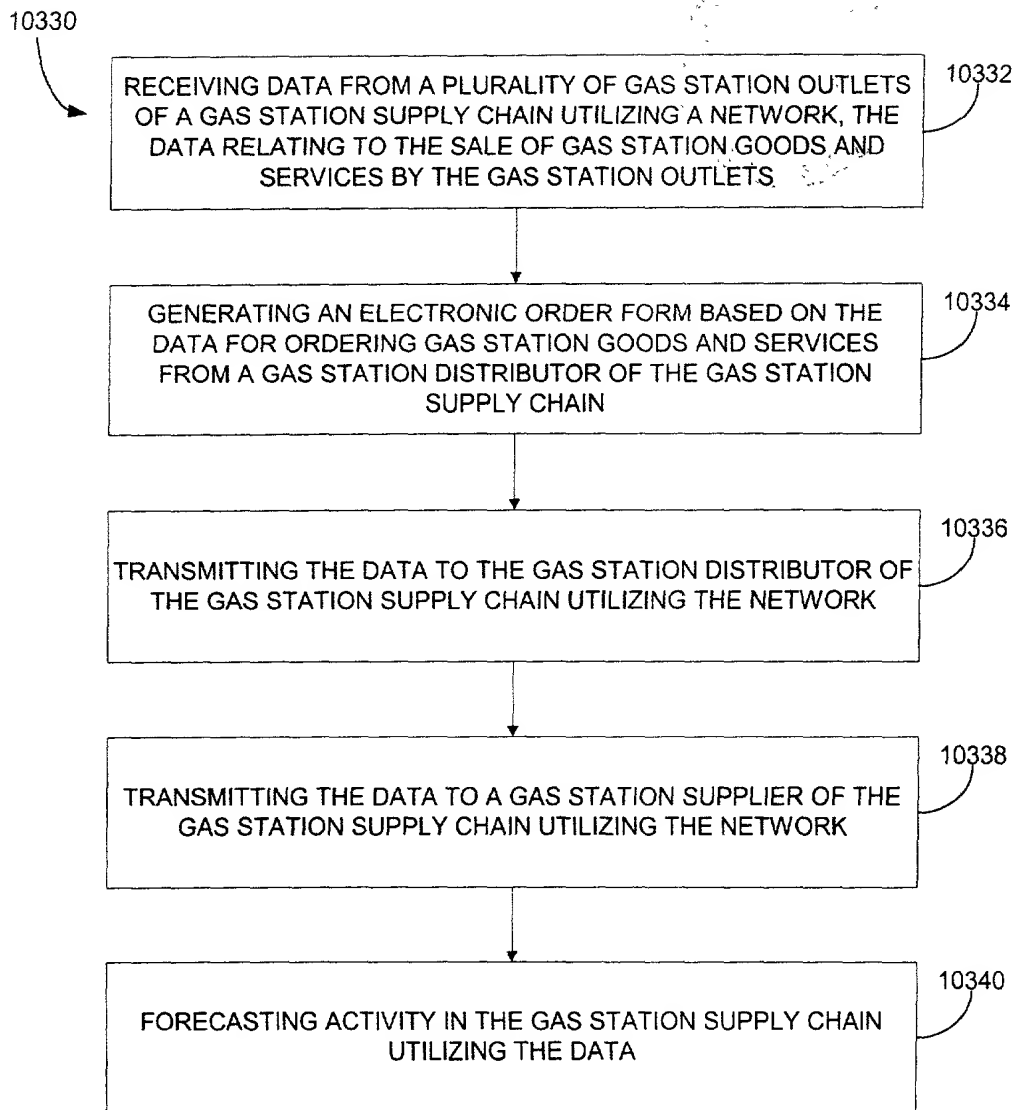 10330
RECEIVING DATA FROM A PLURALITY OF GAS STATION OUTLETS
OF A GAS STATION SUPPLY CHAIN UTILIZING A NETWORK, THE
DATA RELATING TO THE SALE OF GAS STATION GOODS AND
SERVICES BY THE GAS STATION OUTLETS
10332
GENERATING AN ELECTRONIC ORDER FORM BASED ON THE
DATA FOR ORDERING GAS STATION GOODS AND SERVICES
FROM A GAS STATION DISTRIBUTOR OF THE GAS STATION
SUPPLY CHAIN
10334
TRANSMITTING THE DATA TO THE GAS STATION DISTRIBUTOR OF
THE GAS STATION SUPPLY CHAIN UTILIZING THE NETWORK
10336
TRANSMITTING THE DATA TO A GAS STATION SUPPLIER OF THE
GAS STATION SUPPLY CHAIN UTILIZING THE NETWORK
10338
FORECASTING ACTIVITY IN THE GAS STATION SUPPLY CHAIN
UTILIZING THE DATA
10340